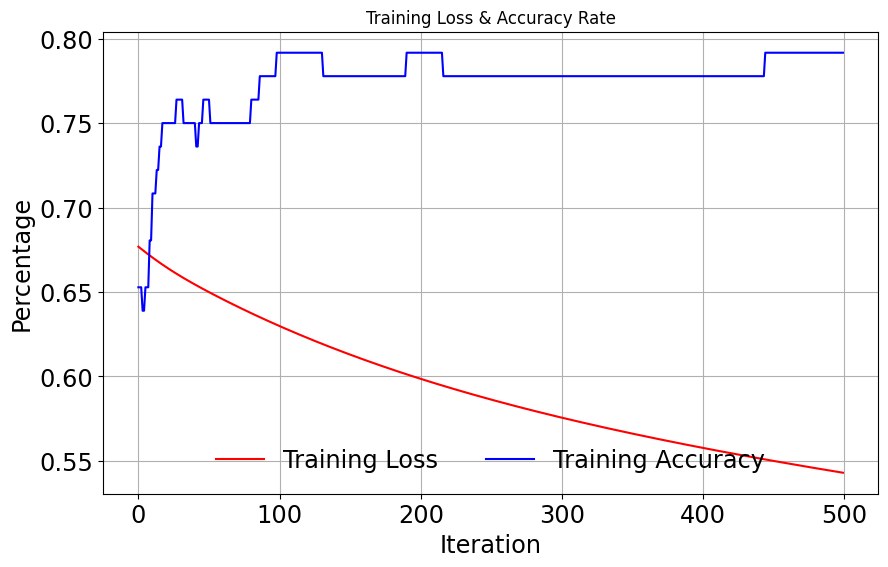 Training Loss & Accuracy Rate
0.80
0.75
0.70
0.65
0.60
0.55
Percentage
Training Loss
Training Accuracy
0
100
200
300
400
500
Iteration